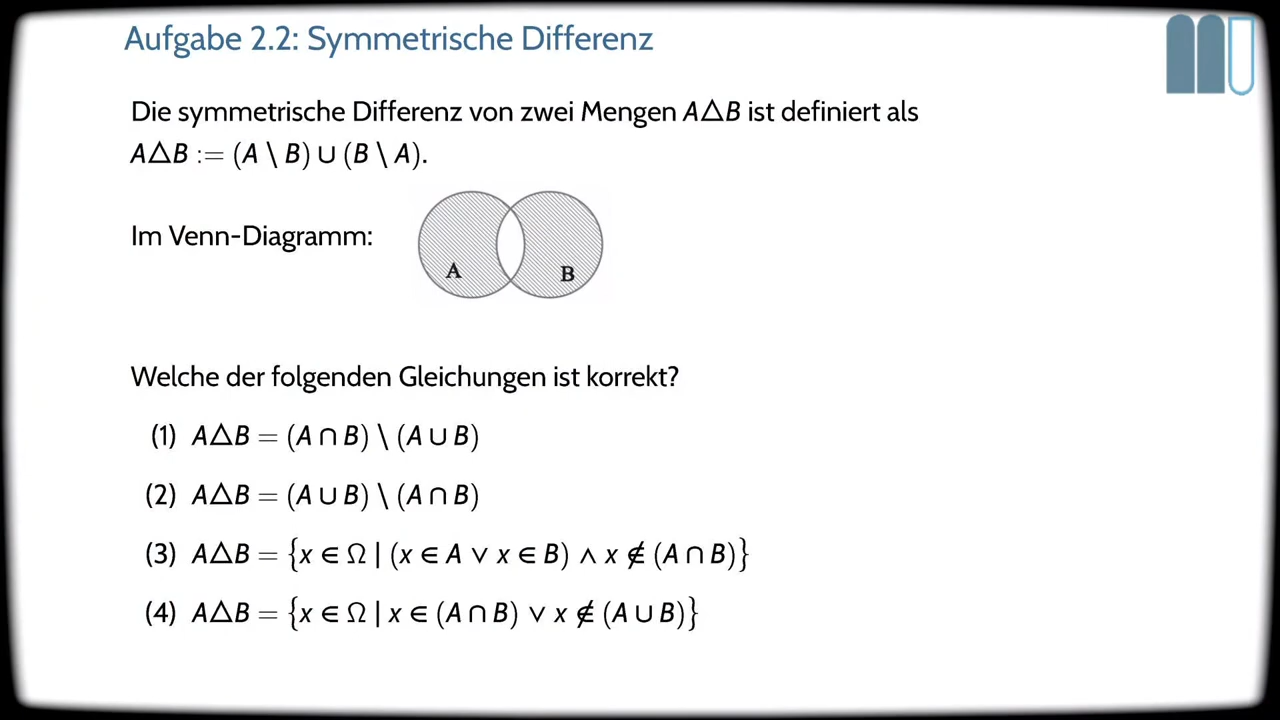 Aufgabe 2.2: Symmetrische Differenz
Die symmetrische Differenz von zwei Mengen A△B ist definiert als
A△B := (A \ B) ∪ (B \ A).
Im Venn-Diagramm:
A
B
Welche der folgenden Gleichungen ist korrekt?
(1) A△B = (A ∩ B) \ (A ∪ B)
(2) A△B = (A ∪ B) \ (A ∩ B)
(3) A△B = {x ∈ Ω | (x ∈ A ∨ x ∈ B) ∧ x ∉ (A ∩ B)}
(4) A△B = {x ∈ Ω | x ∈ (A ∩ B) ∨ x ∉ (A ∪ B)}